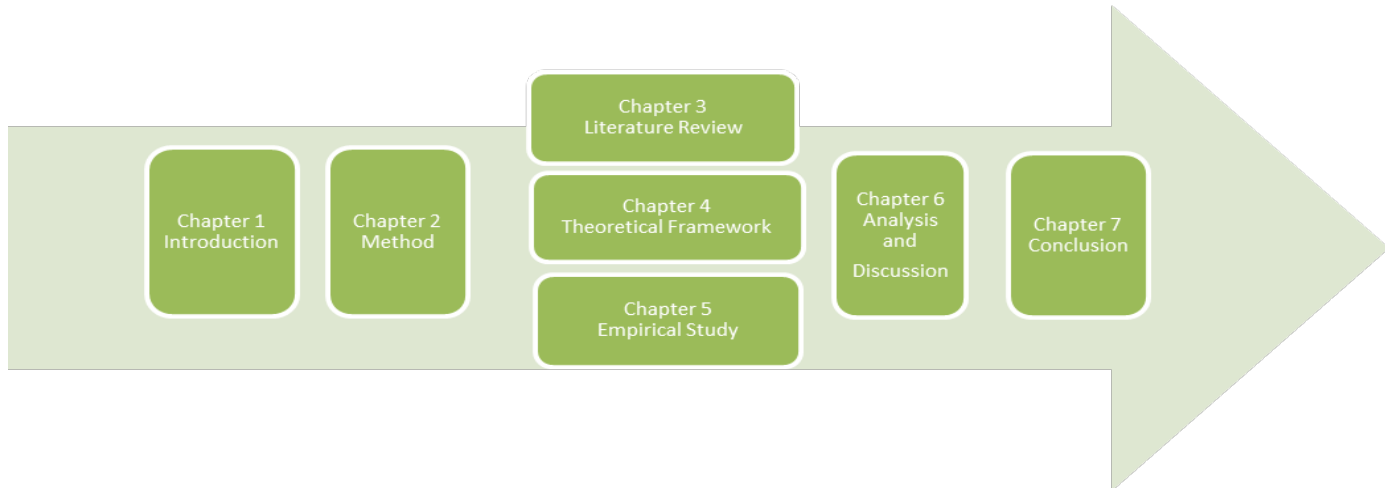 Chapter 1
Introduction
Chapter 2
Method
Chapter 3
Literature Review
Chapter 4
Theoretical Framework
Chapter 5
Empirical Study
Chapter 6
Analysis
and
Discussion
Chapter 7
Conclusion